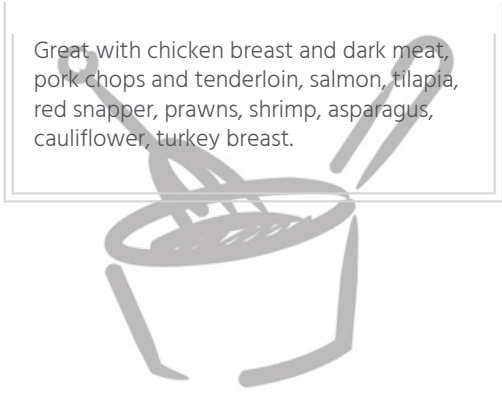 Great with chicken breast and dark meat,
pork chops and tenderloin, salmon, tilapia,
red snapper, prawns, shrimp, asparagus,
cauliflower, turkey breast.